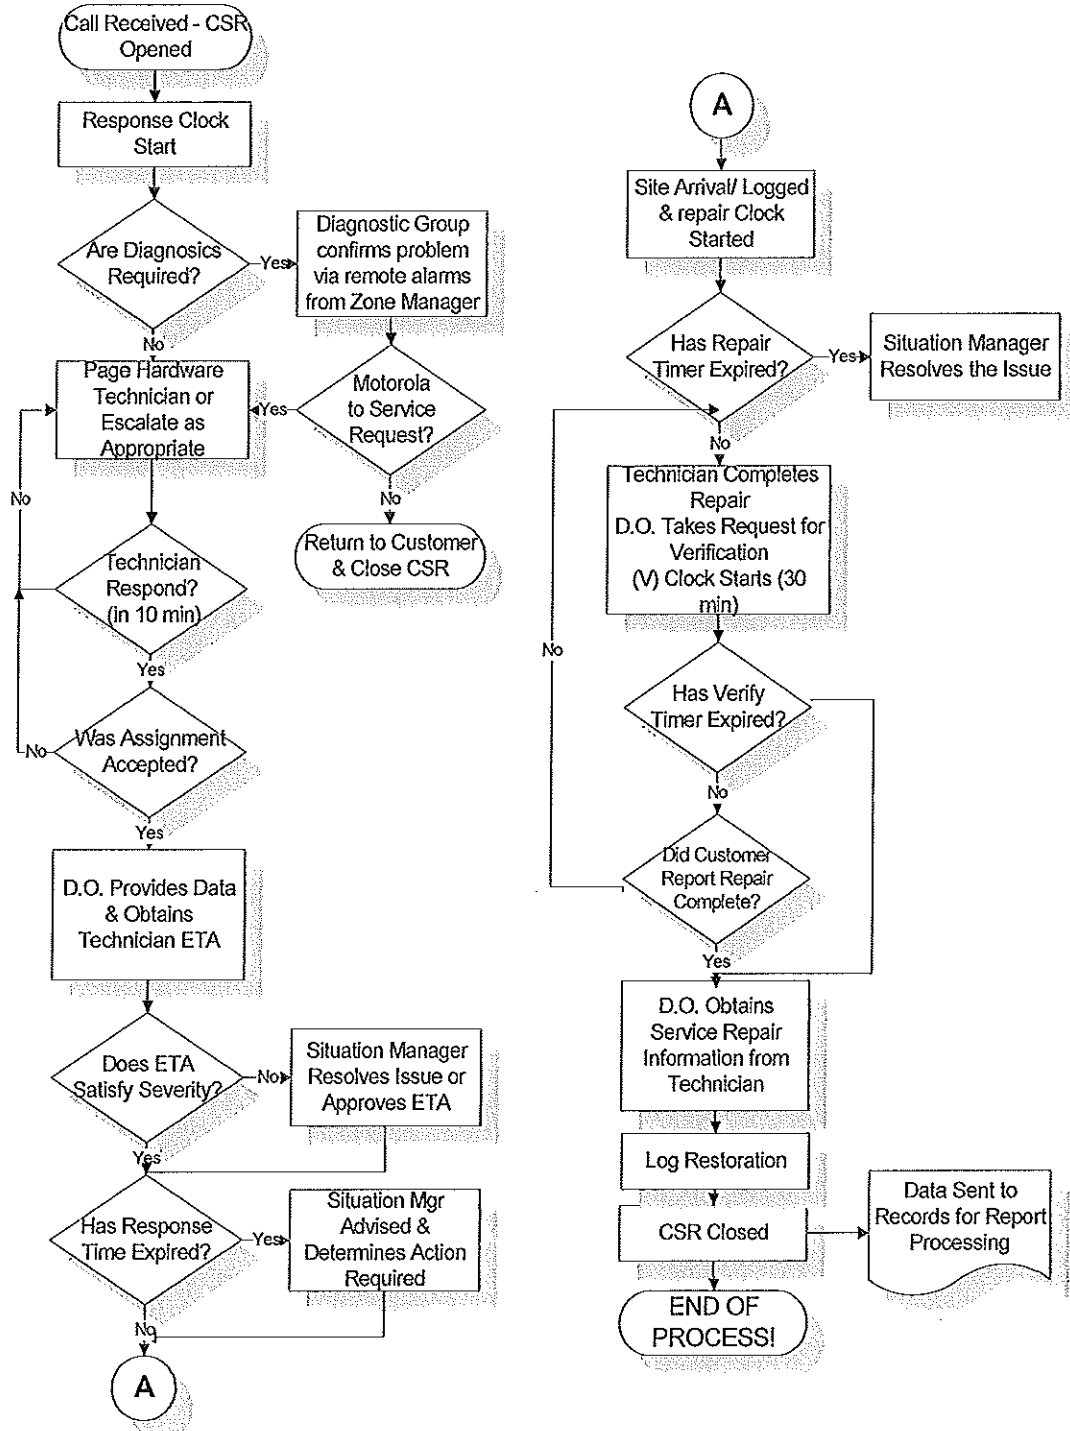 Call Received - CSR
Opened
Response Clock
Start
Are Diagnosics
Required?
Yes
Diagnostic Group
confirms problem
via remote alarms
from Zone Manager
No
Page Hardware
Technician or
Escalate as
Appropriate
Yes
Motorola
to Service
Request?
No
Return to Customer
& Close CSR
No
Technician
Respond?
(in 10 min)
Yes
No
Was Assignment
Accepted?
Yes
D.O. Provides Data
& Obtains
Technician ETA
Does ETA
Satisfy Severity?
No
Situation Manager
Resolves Issue or
Approves ETA
Yes
Has Response
Time Expired?
Yes
Situation Mgr
Advised &
Determines Action
Required
No
A
A
Site Arrival/ Logged
& repair Clock
Started
Has Repair
Timer Expired?
Yes
Situation Manager
Resolves the Issue
No
Technician Completes
Repair
D.O. Takes Request for
Verification
(V) Clock Starts (30
min)
No
Has Verify
Timer Expired?
No
Did Customer
Report Repair
Complete?
Yes
D.O. Obtains
Service Repair
Information from
Technician
Log Restoration
CSR Closed
Data Sent to
Records for Report
Processing
END OF
PROCESS!